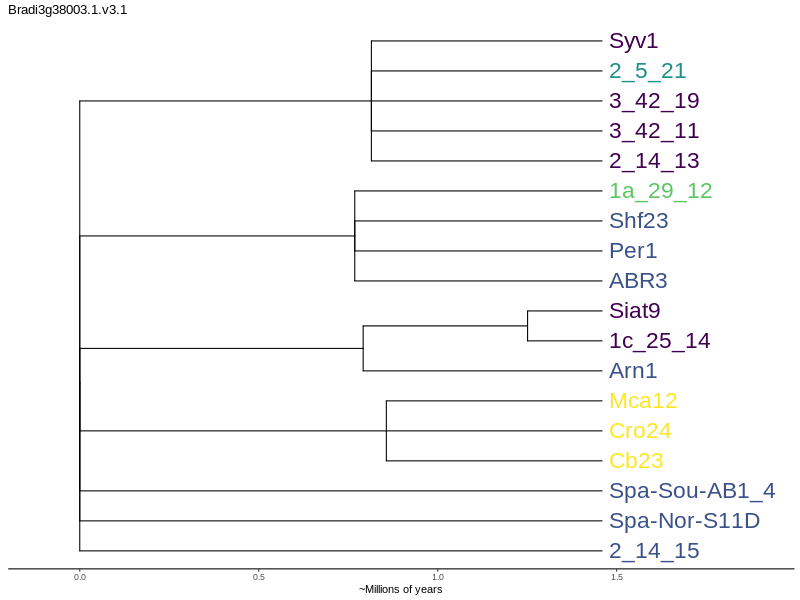 Bradi3g38003.1.v3.1
Syv1
2_5_21
3_42_19
3_42_11
2_14_13
1a_29_12
Shf23
Per1
ABR3
Siat9
1c_25_14
Arn1
Mca12
Cro24
Cb23
Spa-Sou-AB1_4
Spa-Nor-S11D
2_14_15
0.0 0.5 1.0 1.5
~Millions of years